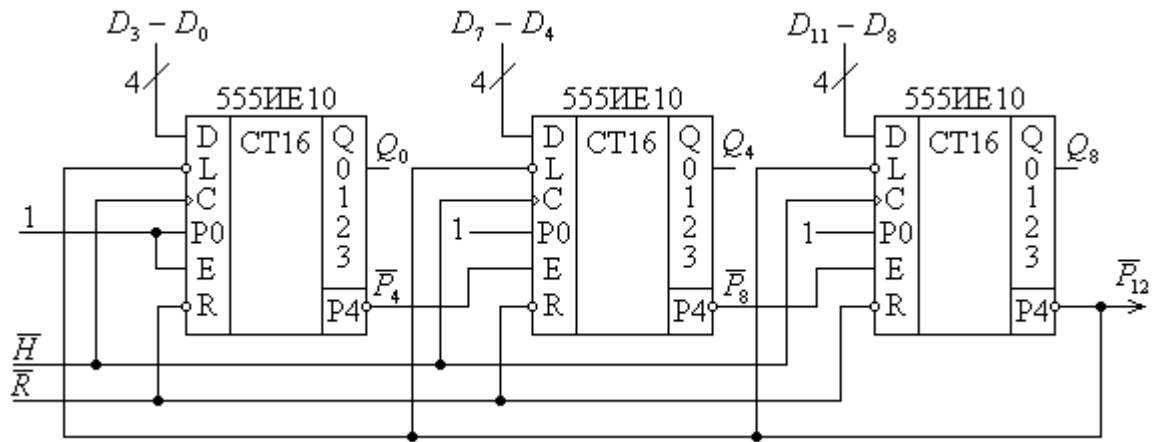 D₃ – D₀
D₇ – D₄
D₁₁ – D₈
4
4
4
555ИЕ10
555ИЕ10
555ИЕ10
D CT16 Q
L 0
C 1
P0 2
E 3
R P4
D CT16 Q
L 0
C 1
P0 2
E 3
R P4
D CT16 Q
L 0
C 1
P0 2
E 3
R P4
Q₀
Q₄
Q₈
1
1
1
P̅₄
P̅₈
P̅₁₂
H̅
R̅